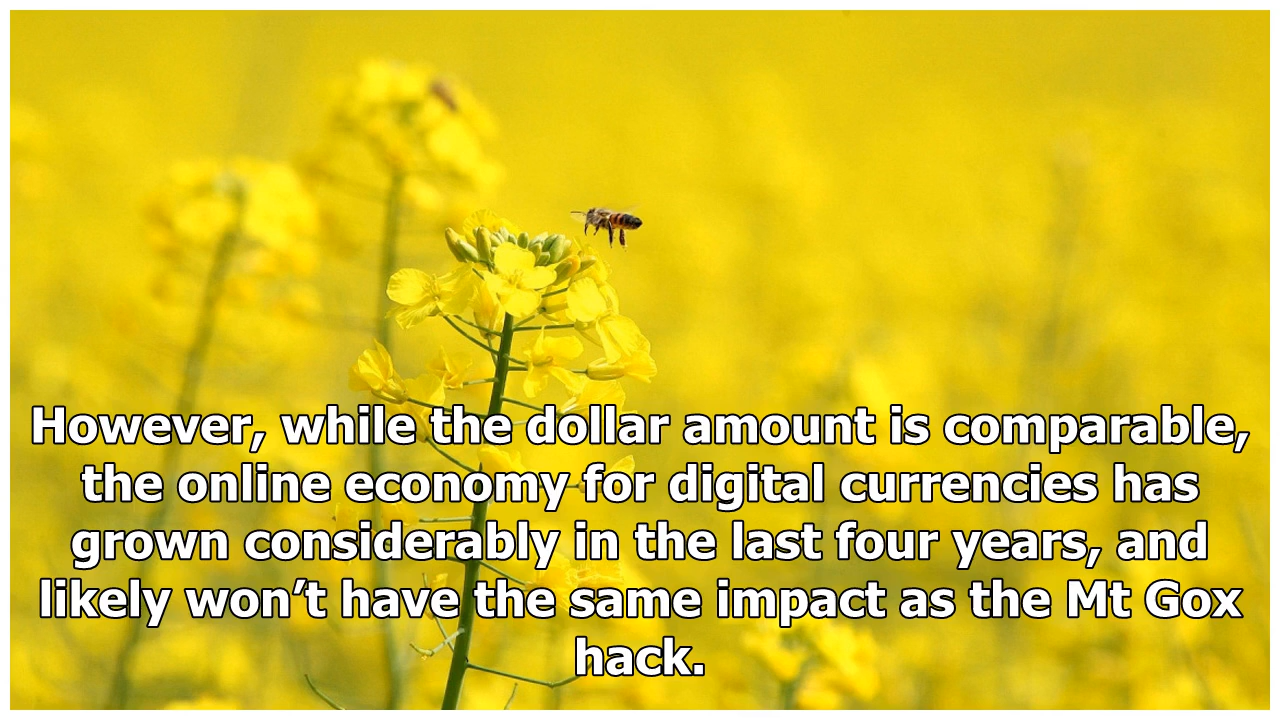 However, while the dollar amount is comparable,
the online economy for digital currencies has
grown considerably in the last four years, and
likely won’t have the same impact as the Mt Gox
hack.